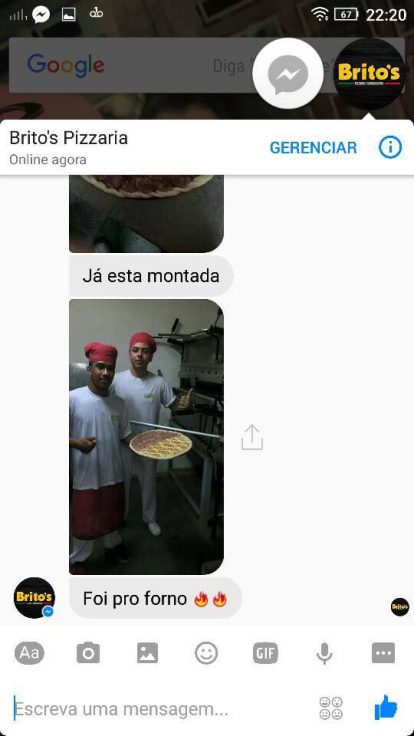 67 22:20
Google Diga "
Brito's
Brito's Pizzaria
Online agora
GERENCIAR
Já esta montada
Brito's
Foi pro forno 🔥🔥
Brito's
Aa
GIF
Escreva uma mensagem...